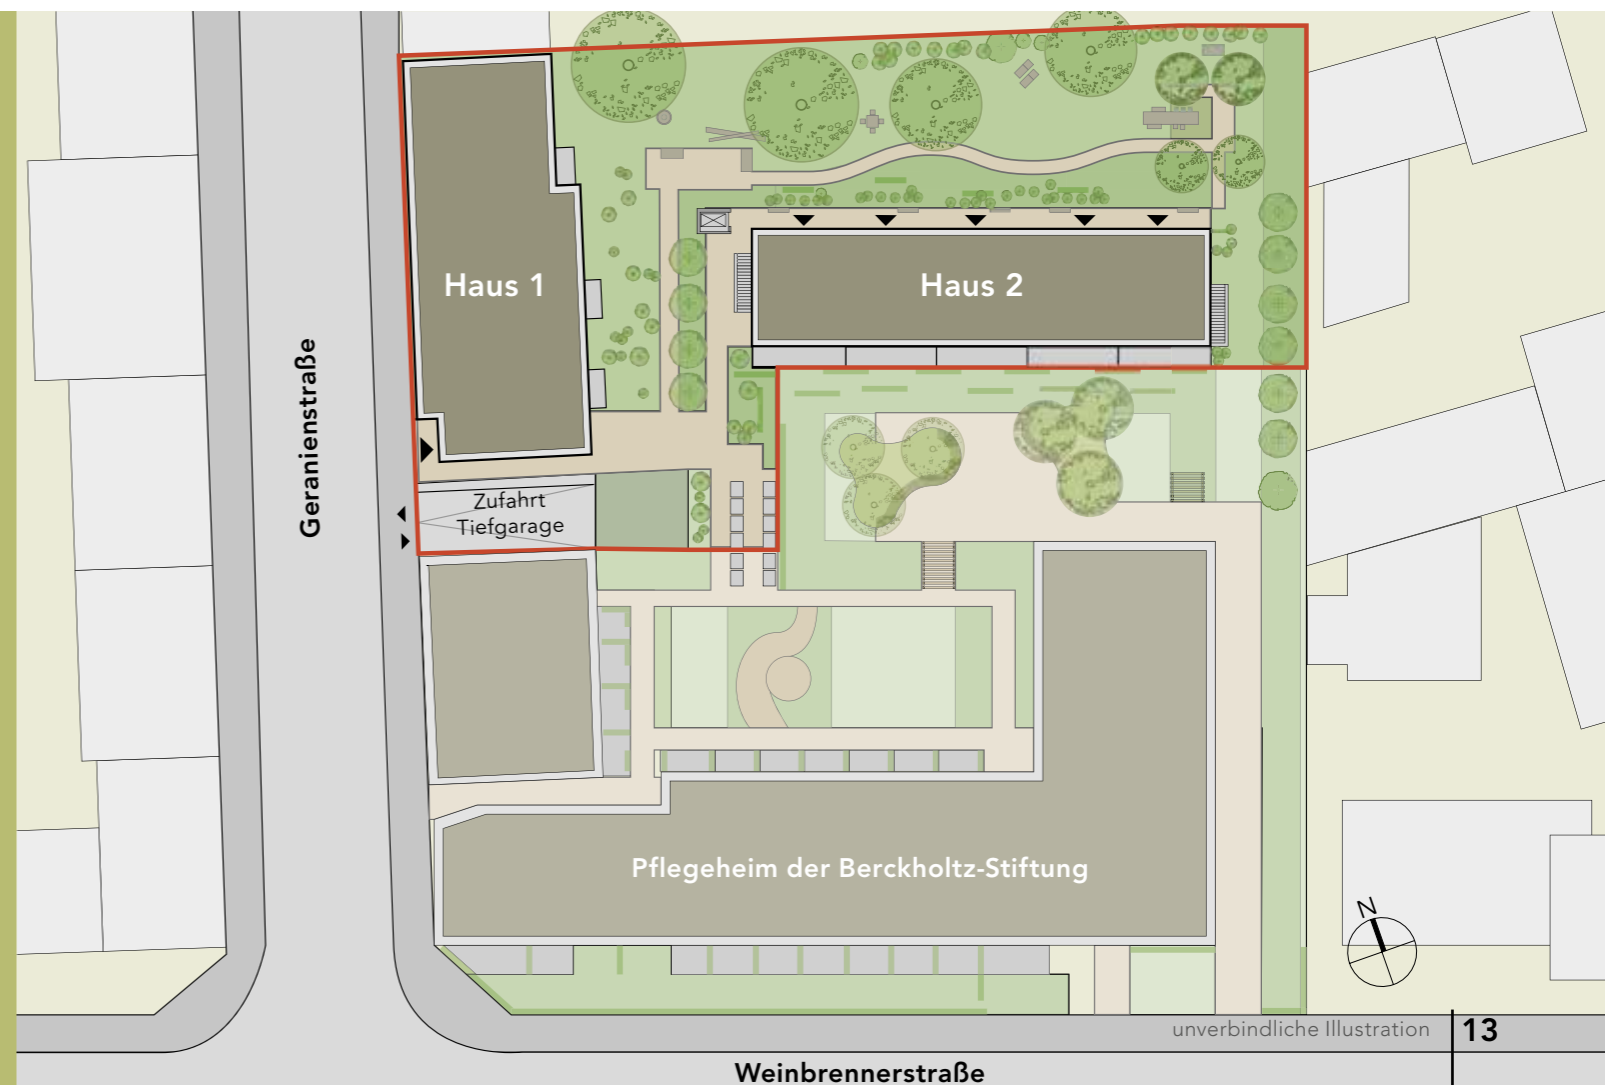 Haus 1
Haus 2
Geranienstraße
Zufahrt
Tiefgarage
Pflegeheim der Berckholtz-Stiftung
N
unverbindliche Illustration
13
Weinbrennerstraße